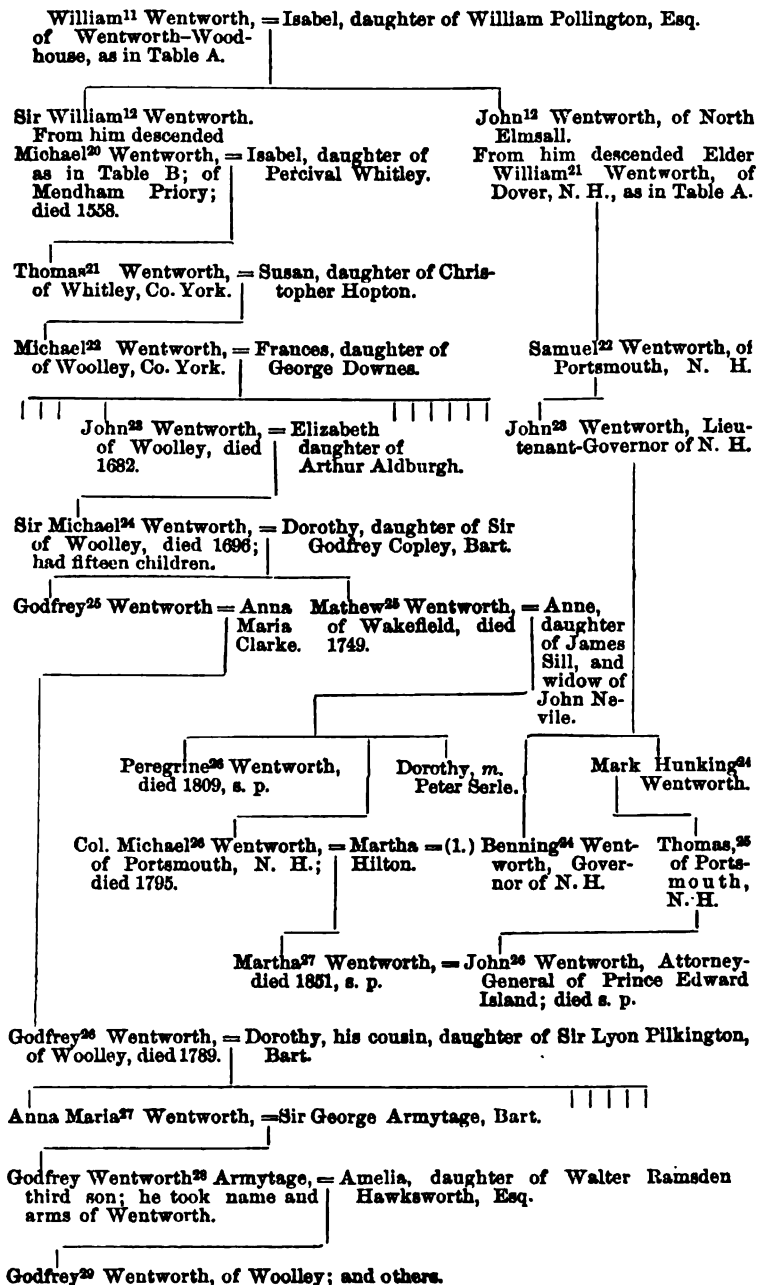 William¹¹ Wentworth, = Isabel, daughter of William Pollington, Esq.
of Wentworth-Wood-
house, as in Table A.
Sir William¹² Wentworth.
From him descended
Michael²⁰ Wentworth, = Isabel, daughter of
as in Table B; of Percival Whitley.
Mendham Priory;
died 1558.
John¹² Wentworth, of North
Elmsall.
From him descended Elder
William²¹ Wentworth, of
Dover, N. H., as in Table A.
Thomas²¹ Wentworth, = Susan, daughter of Chris-
of Whitley, Co. York. topher Hopton.
Michael²² Wentworth, = Frances, daughter of
of Woolley, Co. York. George Downes.
Samuel²² Wentworth, of
Portsmouth, N. H.
John²³ Wentworth, = Elizabeth
of Woolley, died daughter of
1682. Arthur Aldburgh.
John²³ Wentworth, Lieu-
tenant-Governor of N. H.
Sir Michael²⁴ Wentworth, = Dorothy, daughter of Sir
of Woolley, died 1696; Godfrey Copley, Bart.
had fifteen children.
Godfrey²⁵ Wentworth = Anna
Maria
Clarke.
Mathew²⁵ Wentworth, = Anne,
of Wakefield, died daughter
1749. of James
Sill, and
widow of
John Ne-
vile.
Peregrine²⁶ Wentworth,
died 1809, s. p.
Dorothy, m.
Peter Serle.
Mark Hunking²⁴
Wentworth.
Col. Michael²⁶ Wentworth, = Martha = (1.) Benning²⁴ Went-
of Portsmouth, N. H.; Hilton. worth, Gover-
died 1795. nor of N. H.
Thomas,²⁵
of Ports-
mouth,
N. H.
Martha²⁷ Wentworth, = John²⁶ Wentworth, Attorney-
died 1851, s. p. General of Prince Edward
Island; died s. p.
Godfrey²⁶ Wentworth, = Dorothy, his cousin, daughter of Sir Lyon Pilkington,
of Woolley, died 1789. Bart.
Anna Maria²⁷ Wentworth, =Sir George Armytage, Bart.
Godfrey Wentworth²⁸ Armytage, = Amelia, daughter of Walter Ramsden
third son; he took name and Hawksworth, Esq.
arms of Wentworth.
Godfrey²⁹ Wentworth, of Woolley; and others.